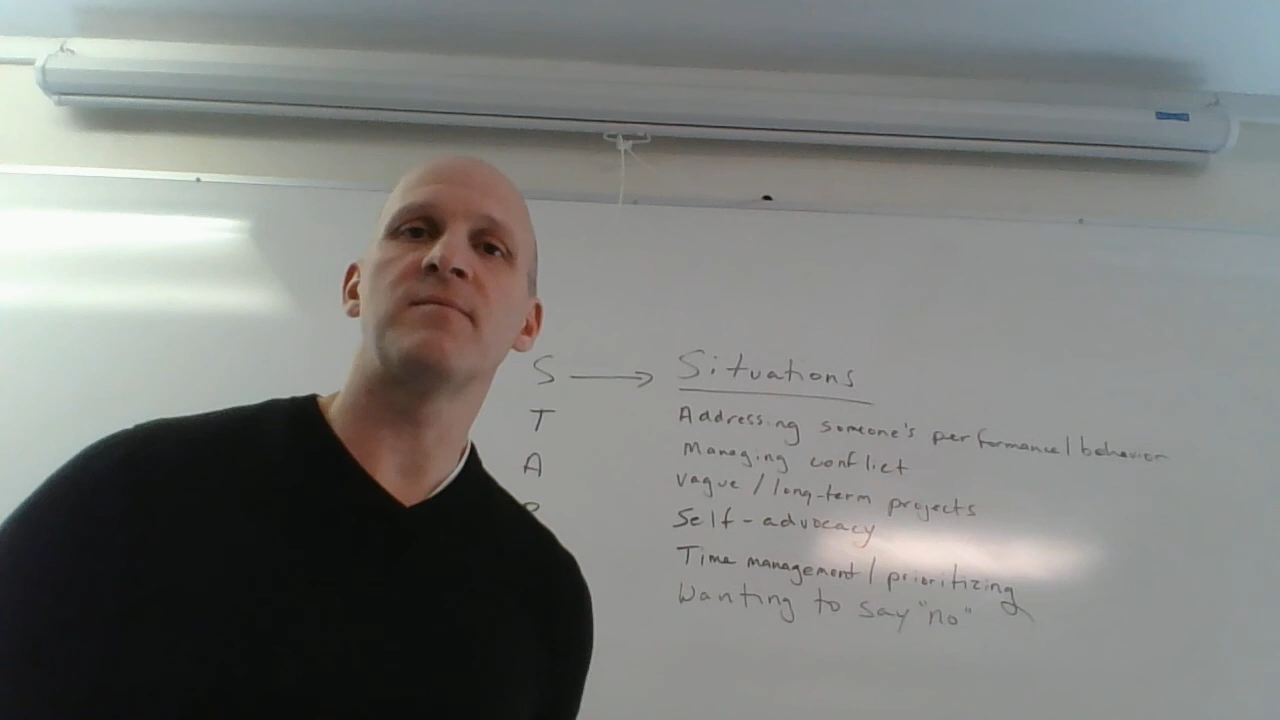 S → Situations
T
A
Addressing someone's performance/behavior
Managing conflict
Vague / long-term projects
Self-advocacy
Time management/prioritizing
Wanting to say "no"